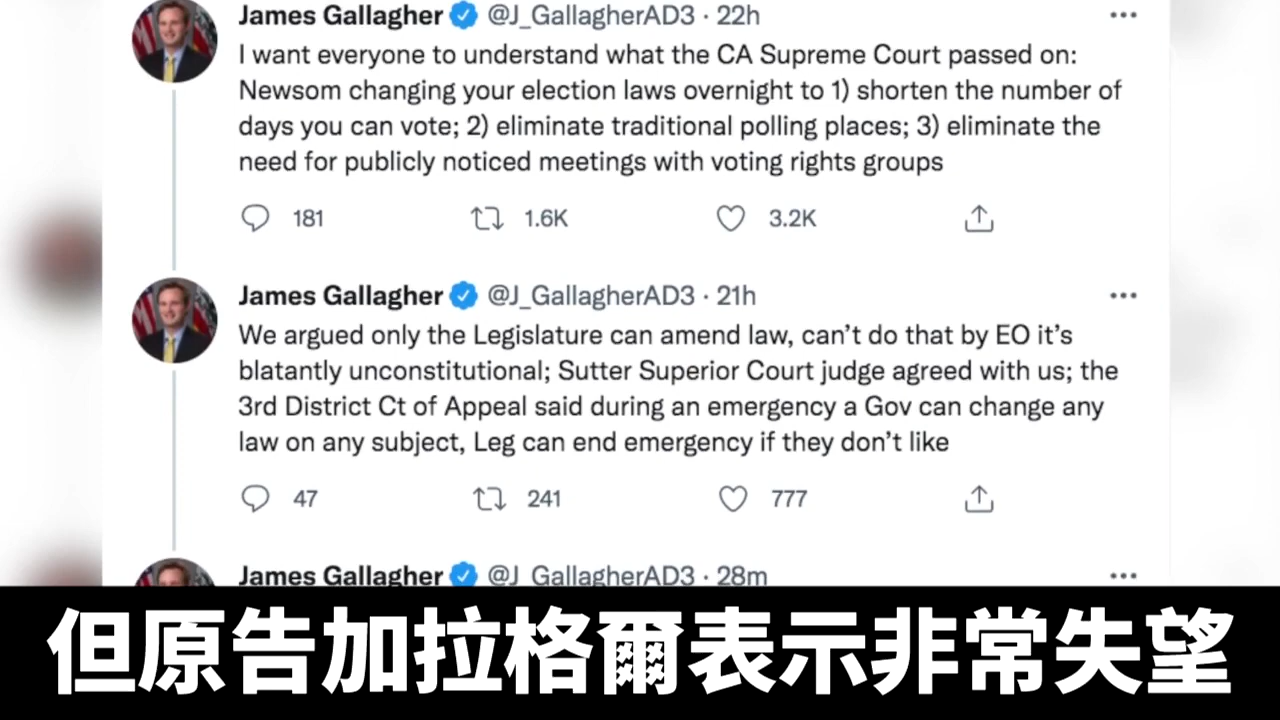 James Gallagher @J_GallagherAD3 · 22h
I want everyone to understand what the CA Supreme Court passed on:
Newsom changing your election laws overnight to 1) shorten the number of
days you can vote; 2) eliminate traditional polling places; 3) eliminate the
need for publicly noticed meetings with voting rights groups
181 1.6K 3.2K
James Gallagher @J_GallagherAD3 · 21h
We argued only the Legislature can amend law, can’t do that by EO it’s
blatantly unconstitutional; Sutter Superior Court judge agreed with us; the
3rd District Ct of Appeal said during an emergency a Gov can change any
law on any subject, Leg can end emergency if they don’t like
47 241 777
James Gallagher @J_GallagherAD3 · 28m
但原告加拉格爾表示非常失望